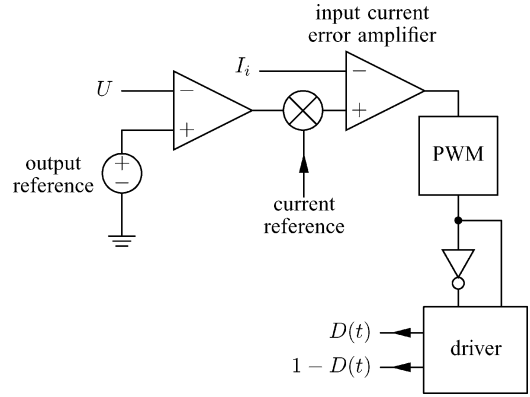 input current
error amplifier
I_i
−
U
−
+
+
+
−
output
reference
PWM
current
reference
D(t)
driver
1 − D(t)